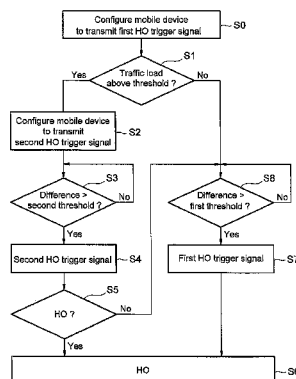 Configure mobile device
to transmit first HO trigger signal
S0
S1
Traffic load
above threshold ?
Yes
No
Configure mobile device
to transmit
second HO trigger signal
S2
S3
Difference >
second threshold ?
No
Yes
S8
Difference >
first threshold ?
No
Yes
Second HO trigger signal
S4
First HO trigger signal
S7
S5
HO ?
No
Yes
HO
S6